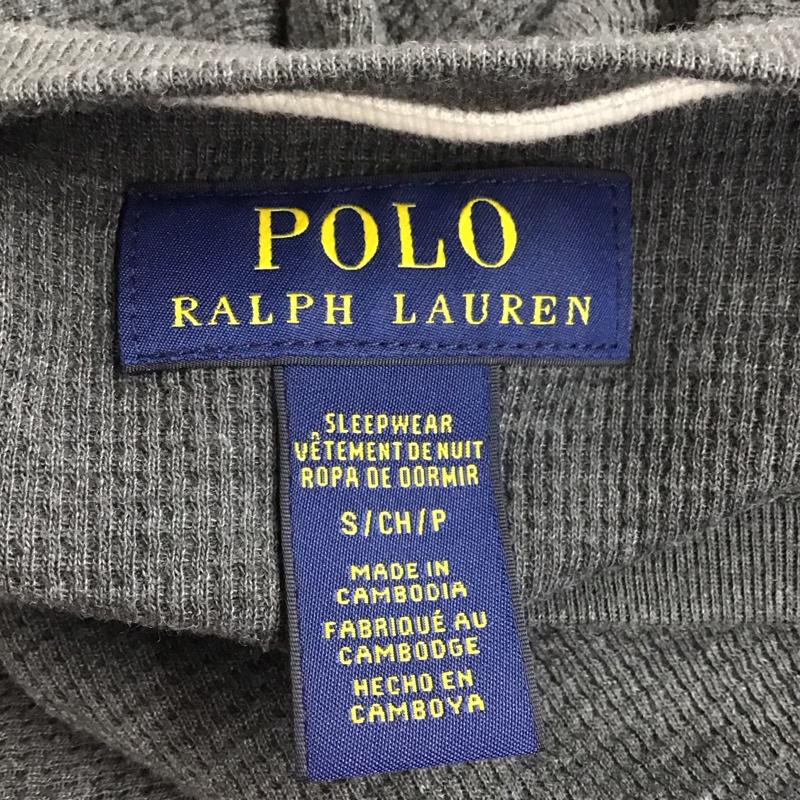 POLO
RALPH LAUREN
SLEEPWEAR
VÊTEMENT DE NUIT
ROPA DE DORMIR
S/CH/P
MADE IN
CAMBODIA
FABRIQUÉ AU
CAMBODGE
HECHO EN
CAMBOYA